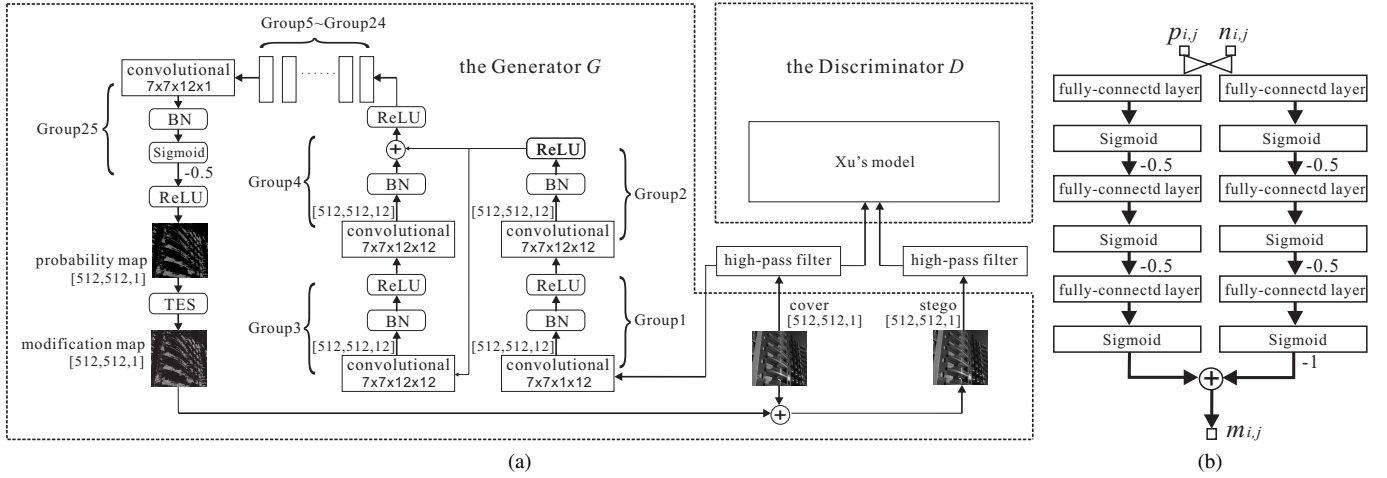 Group5~Group24
the Generator G
convolutional
7x7x12x1
BN
Sigmoid
-0.5
Group25
ReLU
probability map
[512,512,1]
TES
modification map
[512,512,1]
ReLU
+
Group4
BN
[512,512,12]
convolutional
7x7x12x12
ReLU
Group3
BN
[512,512,12]
convolutional
7x7x12x12
ReLU
Group2
BN
[512,512,12]
convolutional
7x7x12x12
ReLU
Group1
BN
[512,512,12]
convolutional
7x7x1x12
the Discriminator D
Xu's model
high-pass filter
high-pass filter
cover
[512,512,1]
stego
[512,512,1]
+
(a)
pi,j
ni,j
fully-connectd layer
fully-connectd layer
Sigmoid
Sigmoid
-0.5
-0.5
fully-connectd layer
fully-connectd layer
Sigmoid
Sigmoid
-0.5
-0.5
fully-connectd layer
fully-connectd layer
Sigmoid
Sigmoid
-1
+
mi,j
(b)